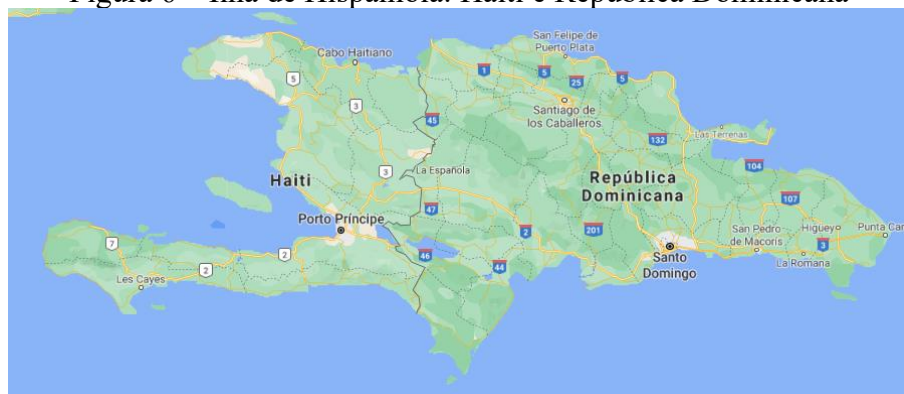 Figura 6 – Ilha de Hispaniola: Haiti e República Dominicana
San Felipe de
Puerto Plata
Cabo Haitiano
1
5
25
5
5
3
Santiago de
los Caballeros
45
132
Las Terrenas
3
La Española
104
Haiti
República
Dominicana
107
47
Porto Príncipe
2
201
San Pedro
de Macoris
Higuey
Punta Can
7
2
46
3
Santo
Domingo
La Romana
2
44
Les Cayes